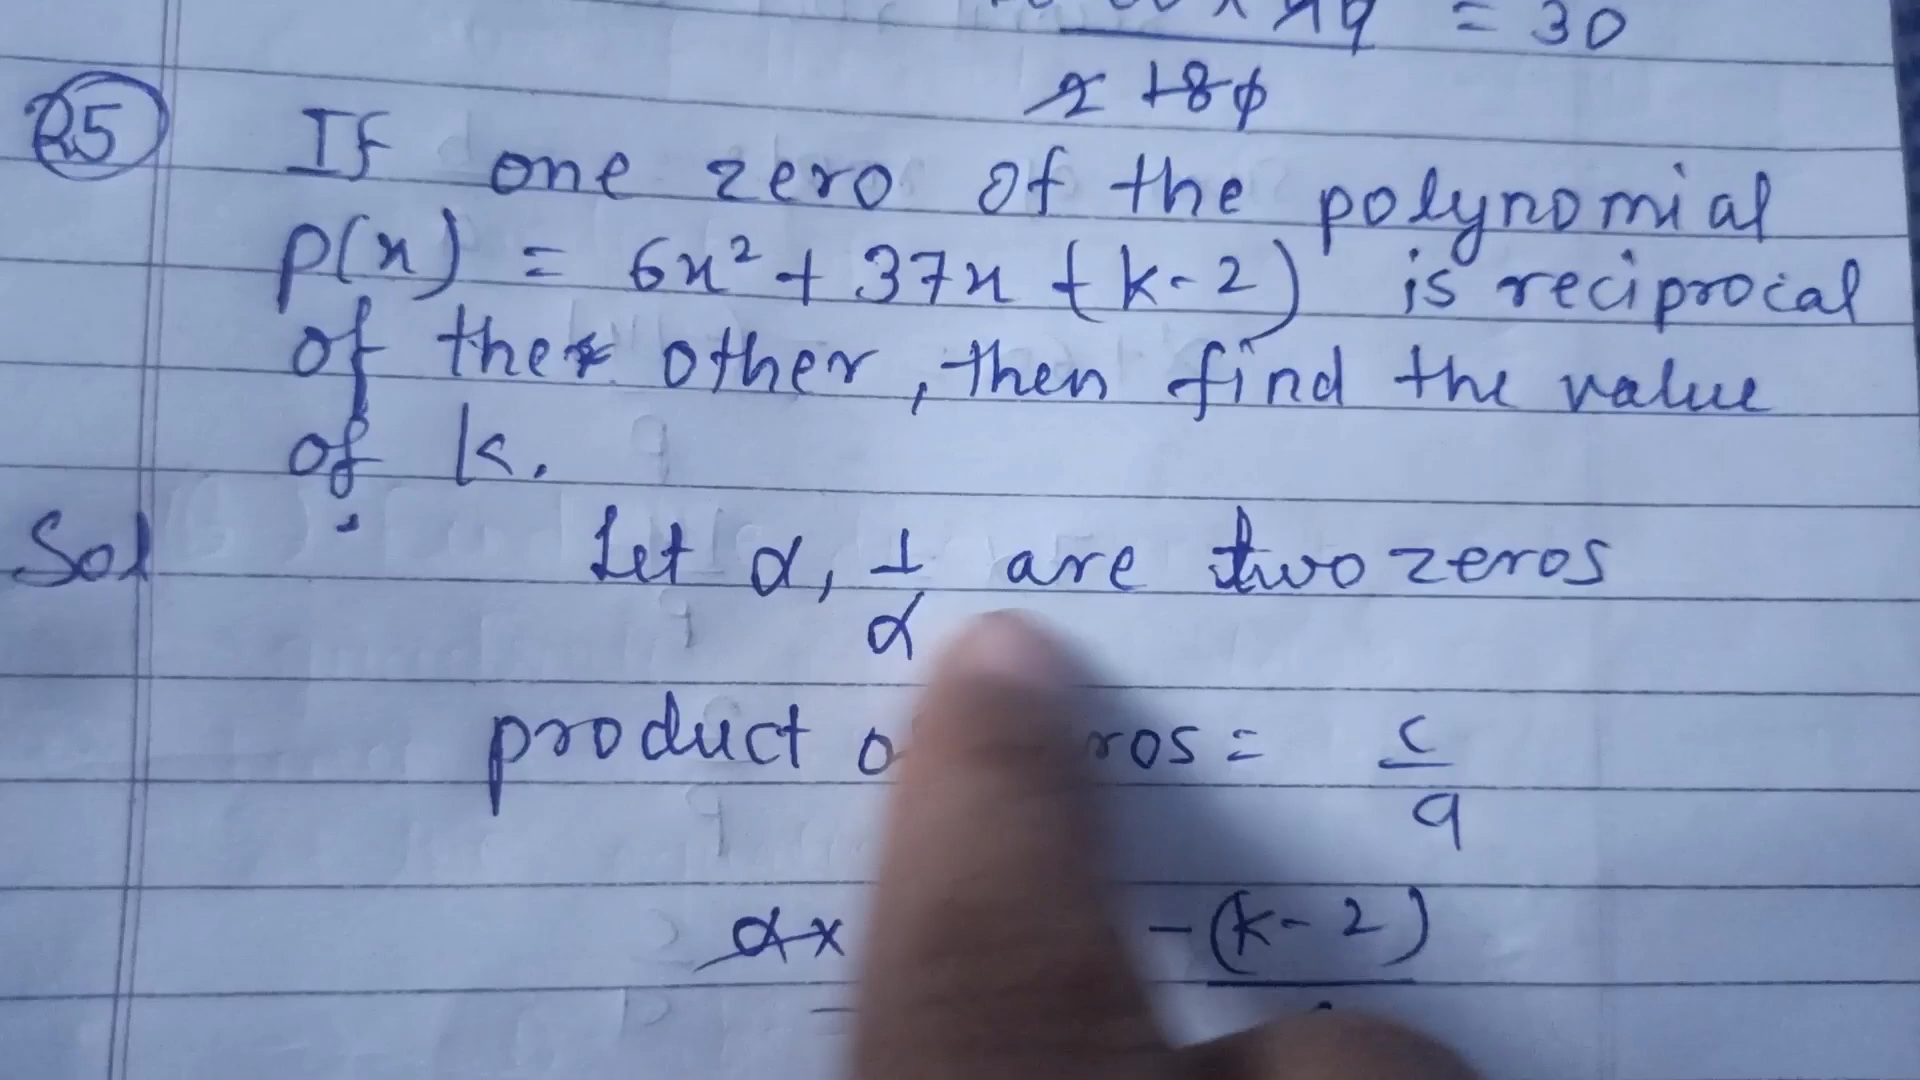 = 30
25 If one zero of the polynomial
p(x) = 6x² + 37x + (k-2) is reciprocal
of the other, then find the value
of k.
Sol Let α, 1/α are two zeros
product = c/a
αx - (k-2)